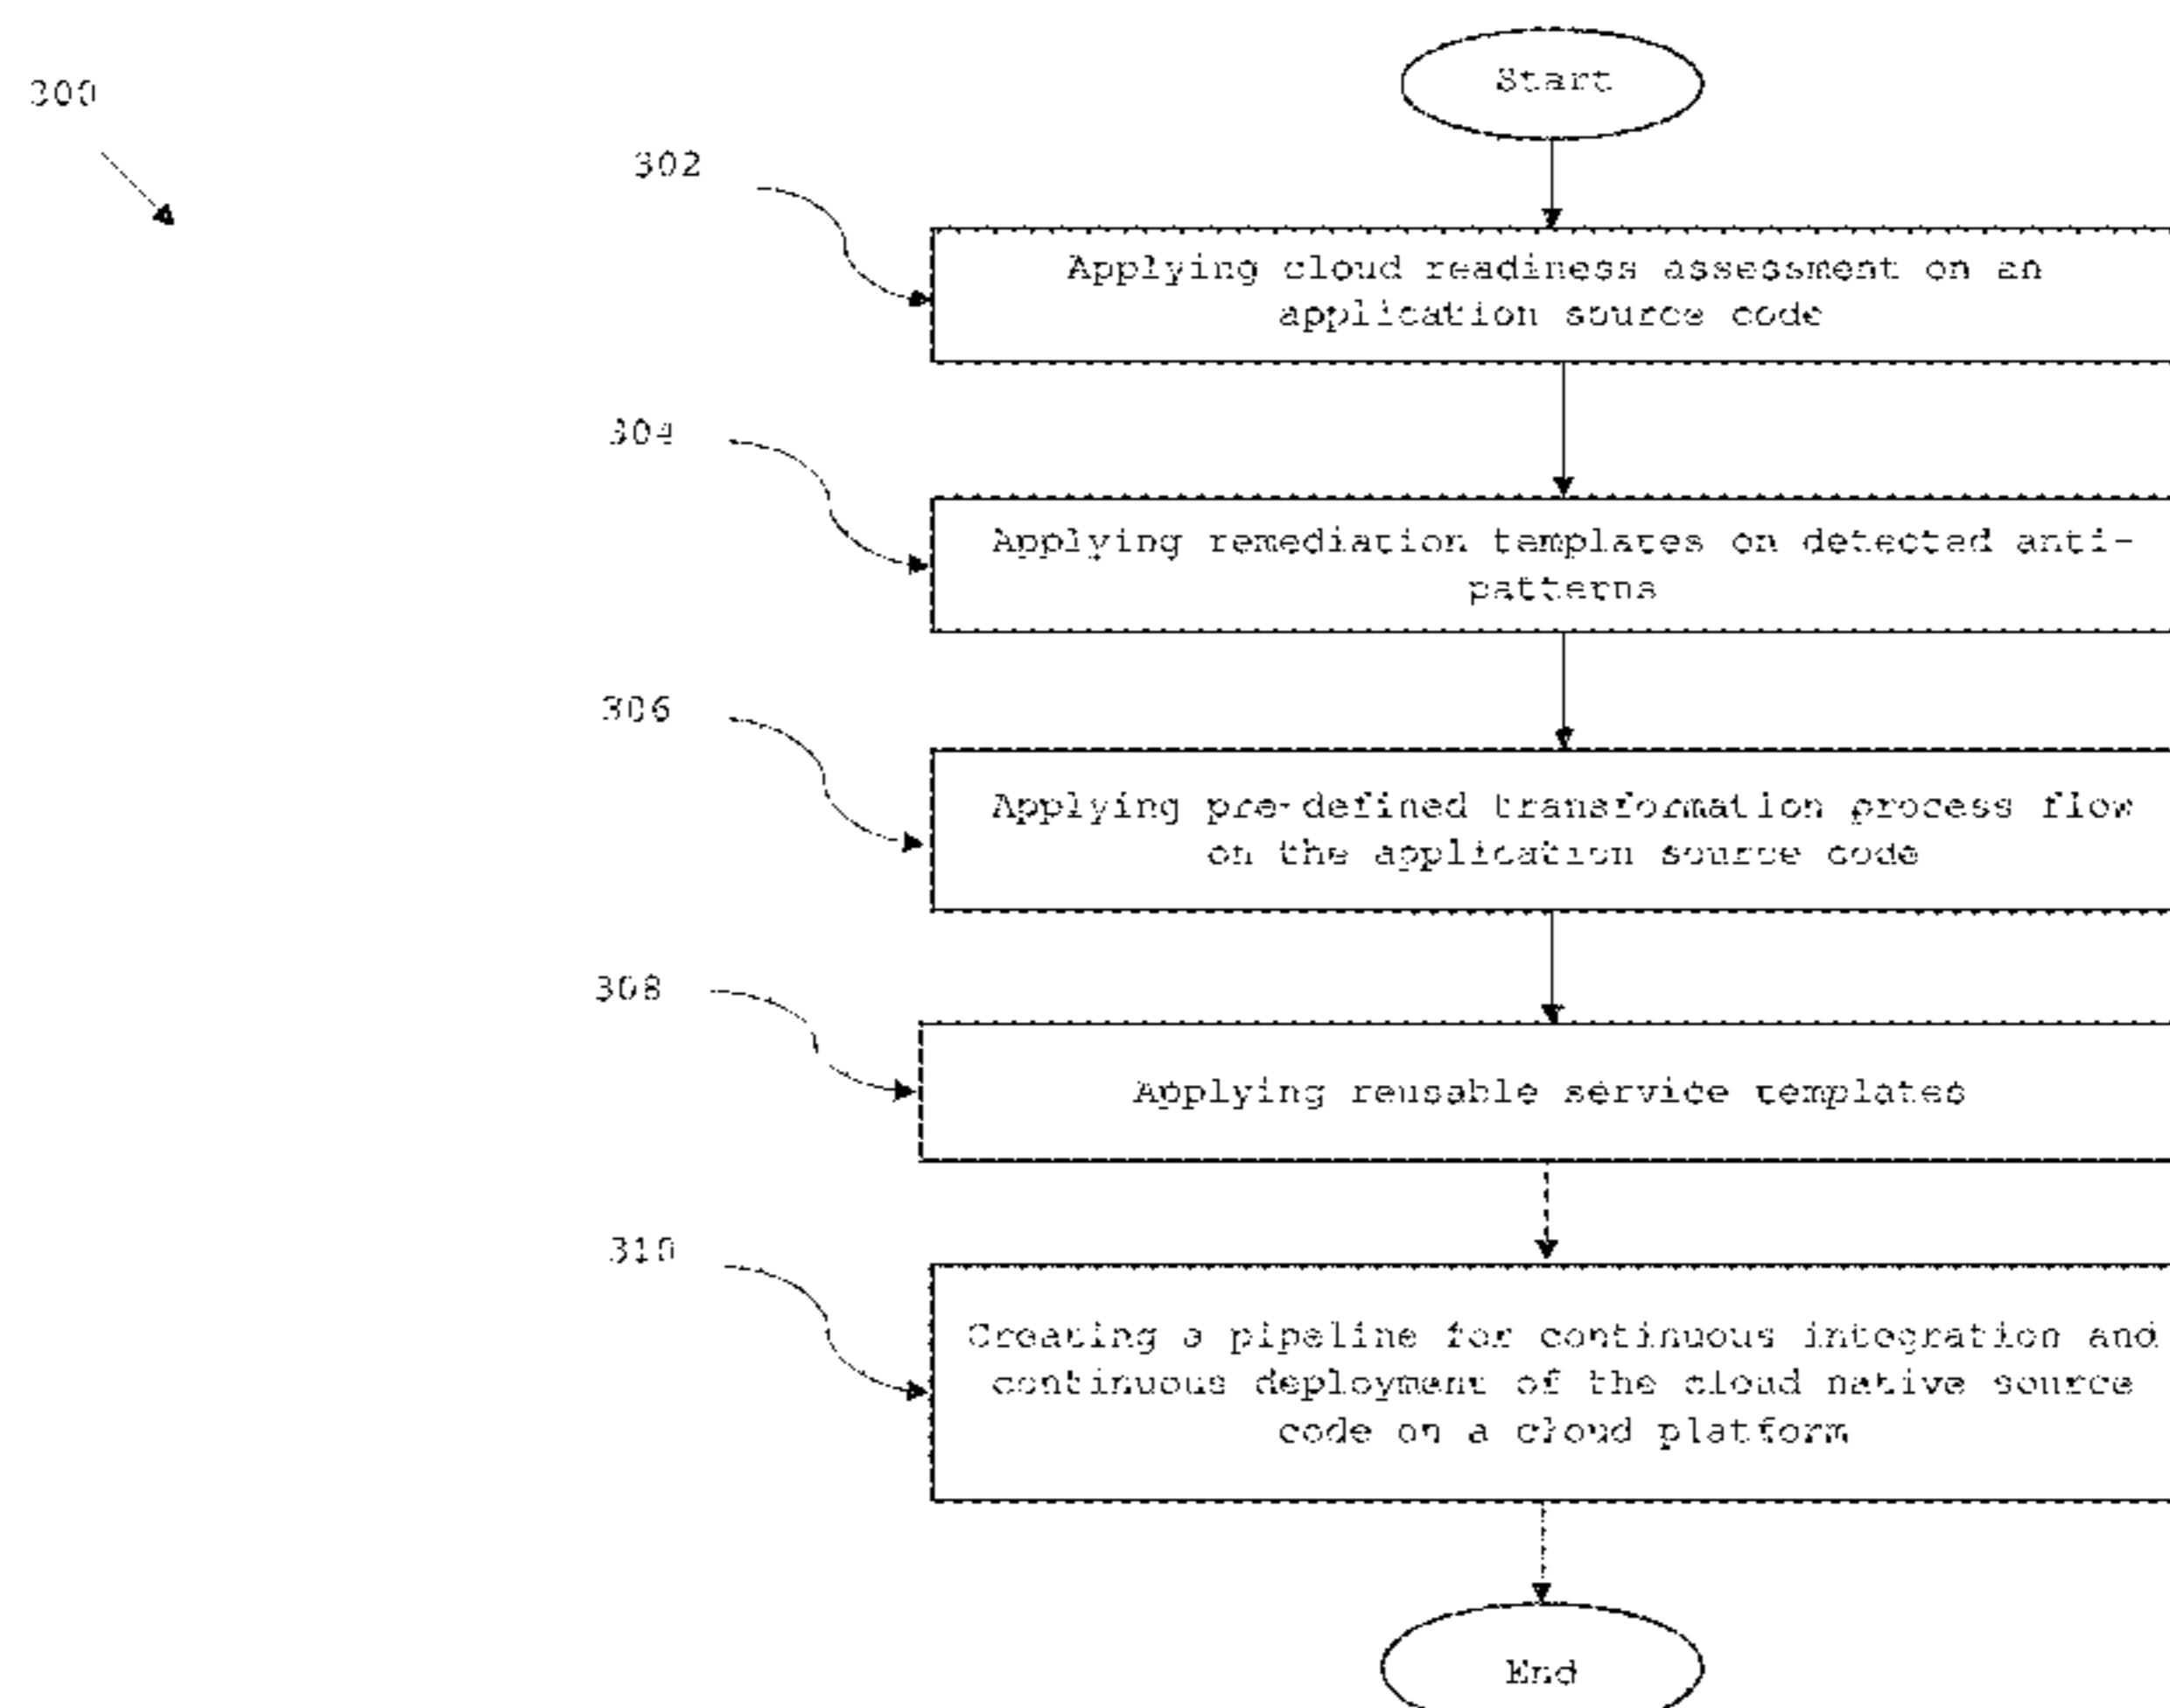 300
Start
302
Applying cloud readiness assessment on an
application source code
304
Applying remediation templates on detected anti-
patterns
306
Applying pre-defined transformation process flow
on the application source code
308
Applying reusable service templates
310
Creating a pipeline for continuous integration and
continuous deployment of the cloud native source
code on a cloud platform
End